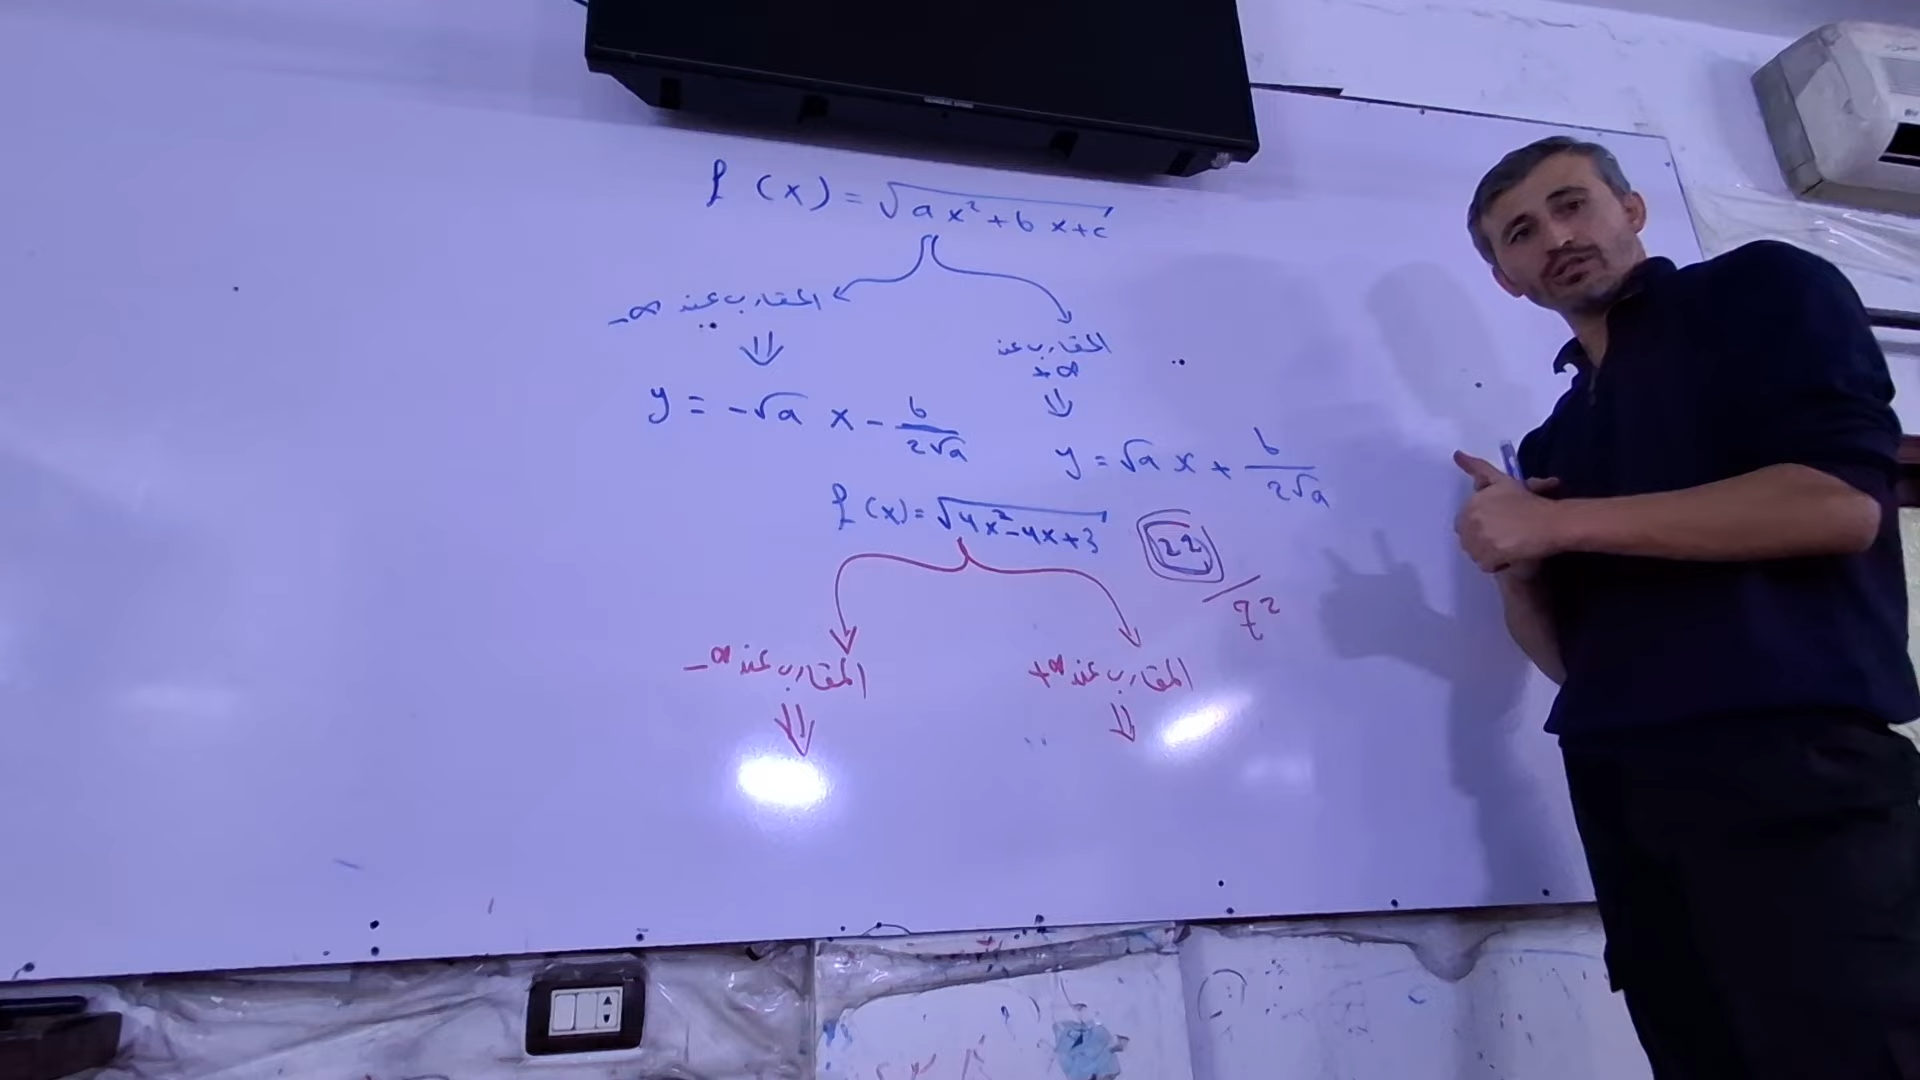 f(x) = √ax²+bx+c
المقارب عند -∞
المقارب عند
+∞
⇓ ⇓
y = -√a x - b/2√a
y = √a x + b/2√a
f(x) = √4x²-4x+3
22
/
المقارب عند -∞
المقارب عند +∞
⇓ ⇓